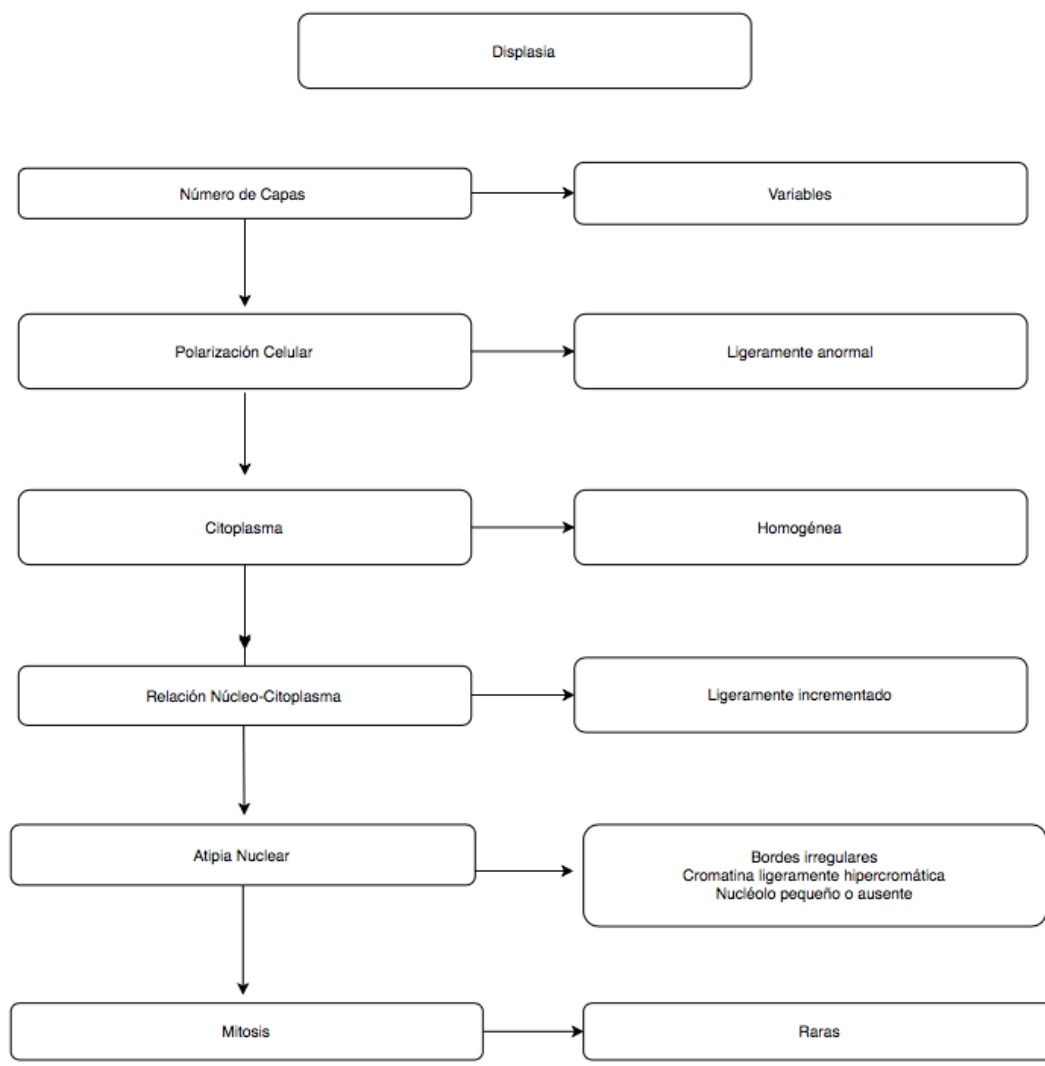 Displasia
Número de Capas
Variables
Polarización Celular
Ligeramente anormal
Citoplasma
Homogénea
Relación Núcleo-Citoplasma
Ligeramente incrementado
Atipia Nuclear
Bordes irregulares
Cromatina ligeramente hipercromática
Nucléolo pequeño o ausente
Mitosis
Raras